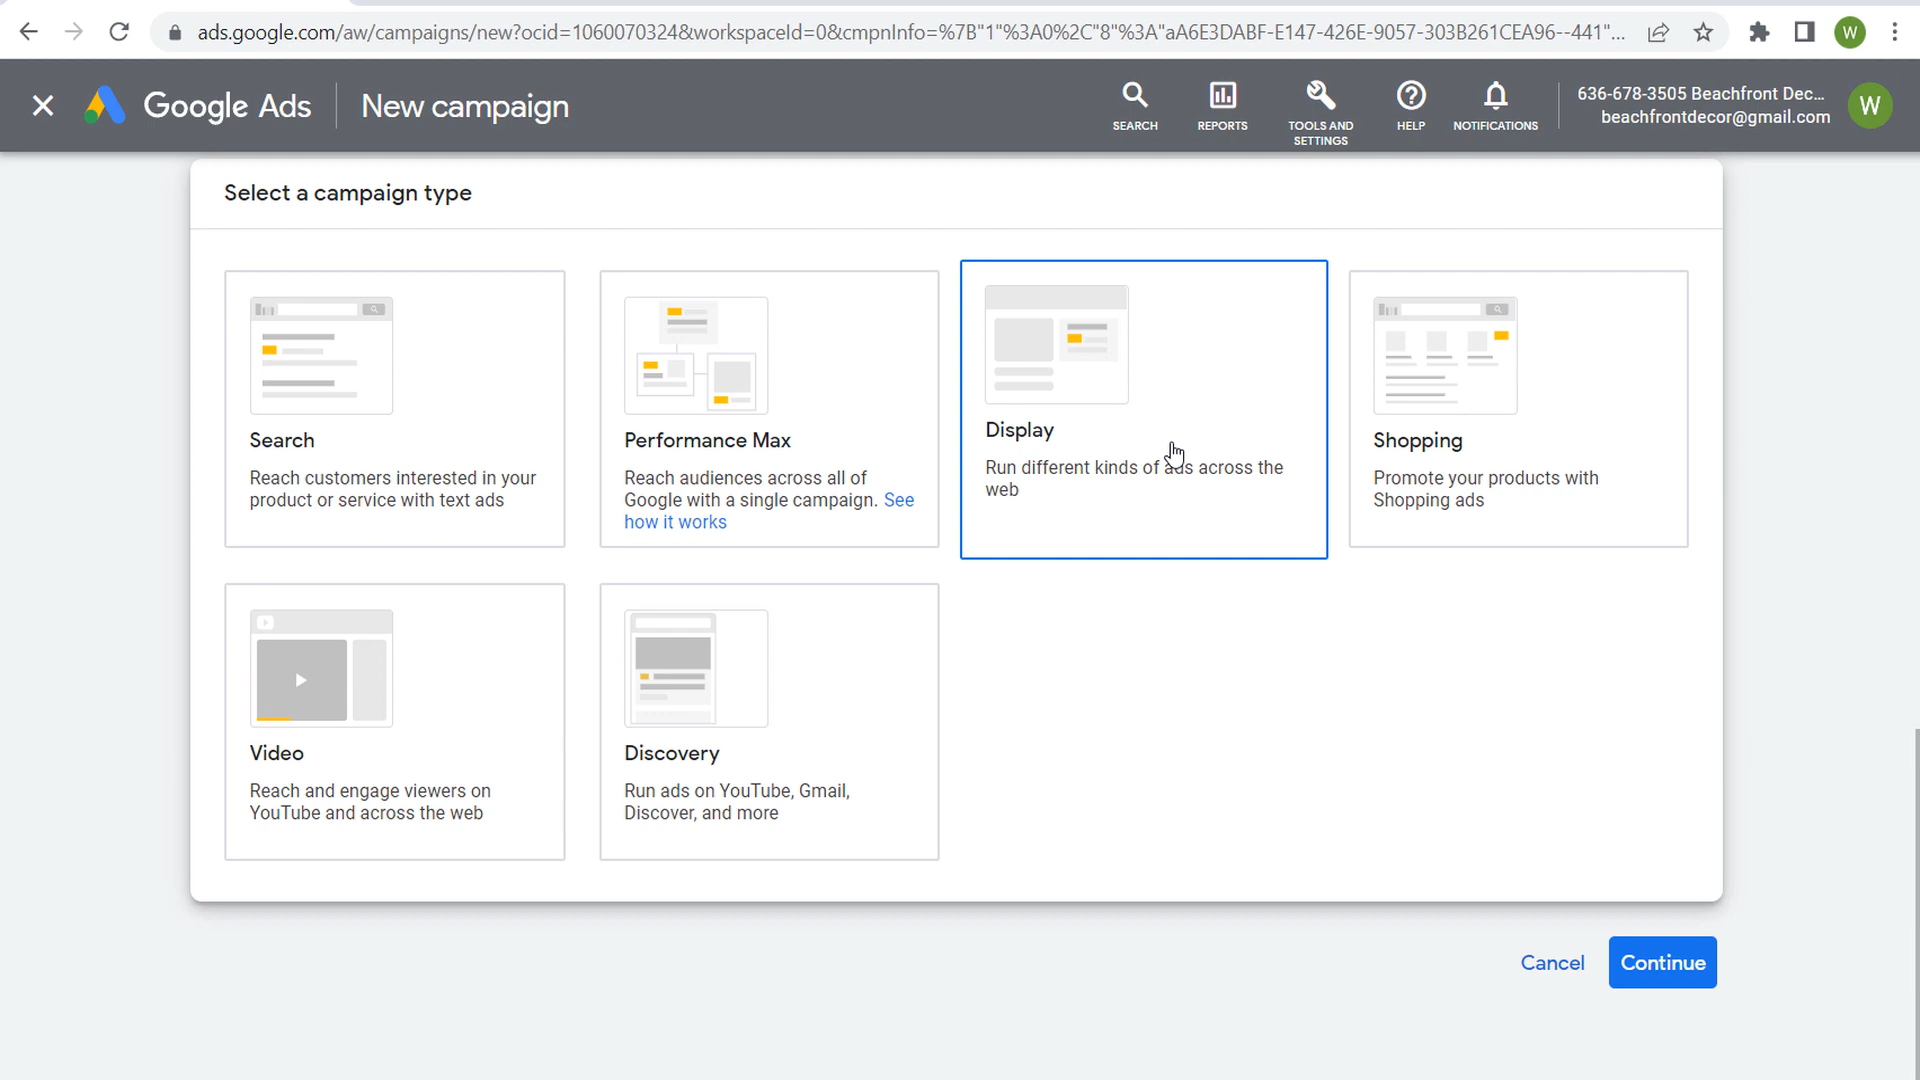 ads.google.com/aw/campaigns/new?ocid=1060070324&workspaceId=0&cmpnInfo=%7B"1"%3A0%2C"8"%3A"aA6E3DABF-E147-426E-9057-303B261CEA96--441"...
W
Google Ads
New campaign
SEARCH
REPORTS
TOOLS AND
SETTINGS
HELP
NOTIFICATIONS
636-678-3505 Beachfront Dec...
beachfrontdecor@gmail.com
W
Select a campaign type
Search
Reach customers interested in your
product or service with text ads
Performance Max
Reach audiences across all of
Google with a single campaign. See
how it works
Display
Run different kinds of ads across the
web
Shopping
Promote your products with
Shopping ads
Video
Reach and engage viewers on
YouTube and across the web
Discovery
Run ads on YouTube, Gmail,
Discover, and more
Cancel
Continue